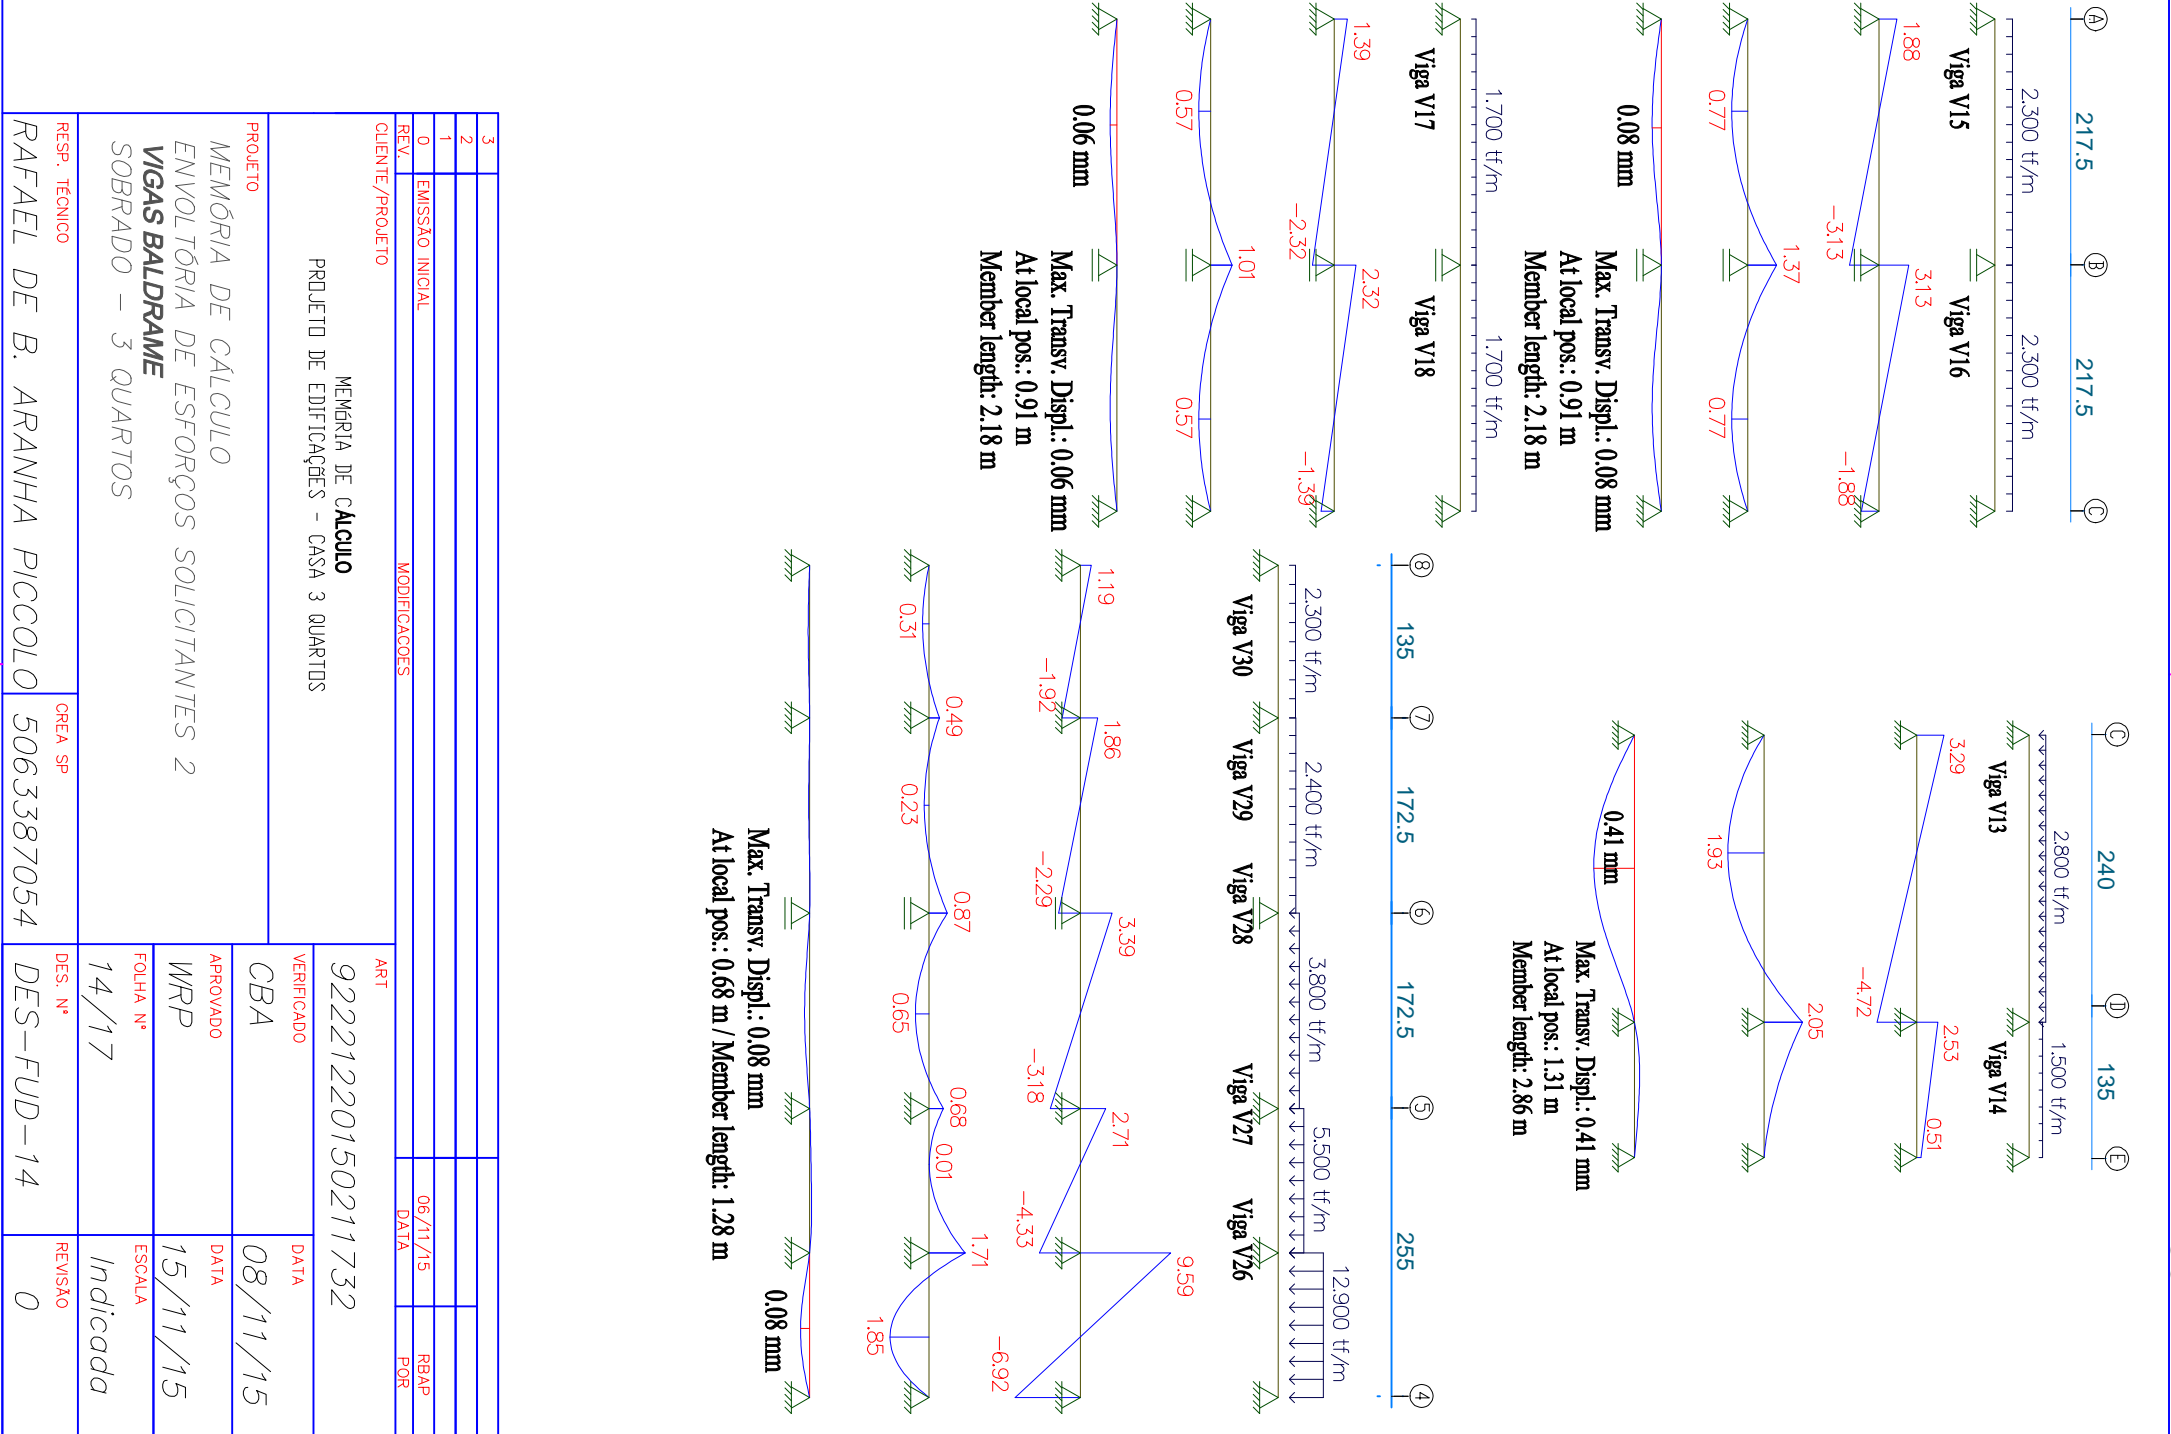 A
217.5
B
217.5
C
2.300 tf/m
2.300 tf/m
Viga V15
Viga V16
1.88
-3.13
3.13
-1.88
0.77
1.37
0.77
0.08 mm
Max. Transv. Displ.: 0.08 mm
At local pos.: 0.91 m
Member length: 2.18 m
1.700 tf/m
1.700 tf/m
Viga V17
Viga V18
1.39
-2.32
2.32
-1.39
0.57
1.01
0.57
0.06 mm
Max. Transv. Displ.: 0.06 mm
At local pos.: 0.91 m
Member length: 2.18 m
C
240
D
135
E
2.800 tf/m
1.500 tf/m
Viga V13
Viga V14
3.29
-4.72
2.53
0.51
1.93
2.05
0.41 mm
Max. Transv. Displ.: 0.41 mm
At local pos.: 1.31 m
Member length: 2.86 m
8
135
7
172.5
6
172.5
5
255
4
2.300 tf/m
2.400 tf/m
3.800 tf/m
5.500 tf/m
12.900 tf/m
Viga V30
Viga V29
Viga V28
Viga V27
Viga V26
1.19
-1.92
1.86
-2.29
3.39
-3.18
2.71
-4.33
9.59
-6.92
0.31
0.49
0.23
0.87
0.65
0.68
0.01
1.71
1.85
0.08 mm
Max. Transv. Displ.: 0.08 mm
At local pos.: 0.68 m / Member length: 1.28 m
3
2
1
0 EMISSÃO INICIAL 06/11/15 RBAP
REV. MODIFICACOES DATA POR
CLIENTE/PROJETO
MEMóRIA DE CÁLCULO
PROJETO DE EDIFICAÇÕES - CASA 3 QUARTOS
ART
92221220150211732
PROJETO
MEMÓRIA DE CÁLCULO
ENVOLTÓRIA DE ESFORÇOS SOLICITANTES 2
VIGAS BALDRAME
SOBRADO - 3 QUARTOS
VERIFICADO
CBA
DATA
08/11/15
APROVADO
WRP
DATA
15/11/15
FOLHA Nº
14/17
ESCALA
Indicada
RESP. TÉCNICO
RAFAEL DE B. ARANHA PICCOLO
CREA SP
5063387054
DES. Nº
DES-FUD-14
REVISÃO
0